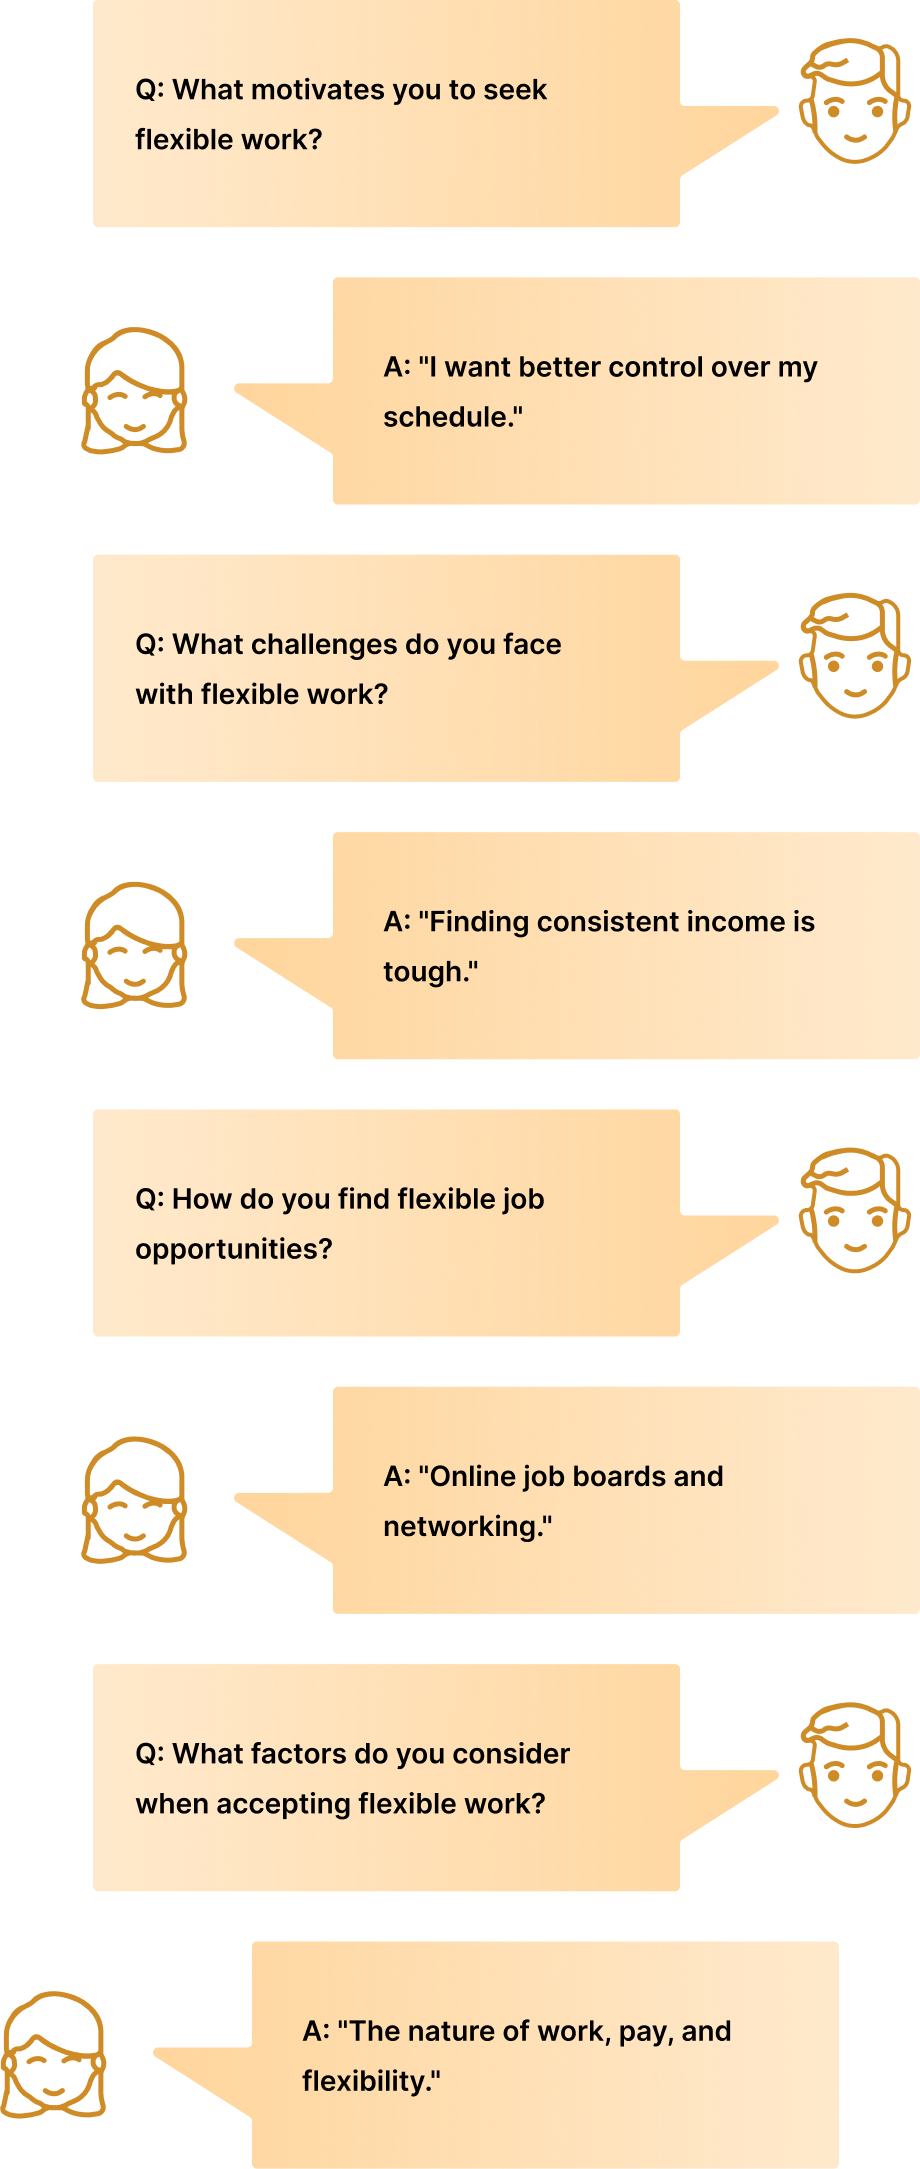 Q: What motivates you to seek
flexible work?
A: "I want better control over my
schedule."
Q: What challenges do you face
with flexible work?
A: "Finding consistent income is
tough."
Q: How do you find flexible job
opportunities?
A: "Online job boards and
networking."
Q: What factors do you consider
when accepting flexible work?
A: "The nature of work, pay, and
flexibility."